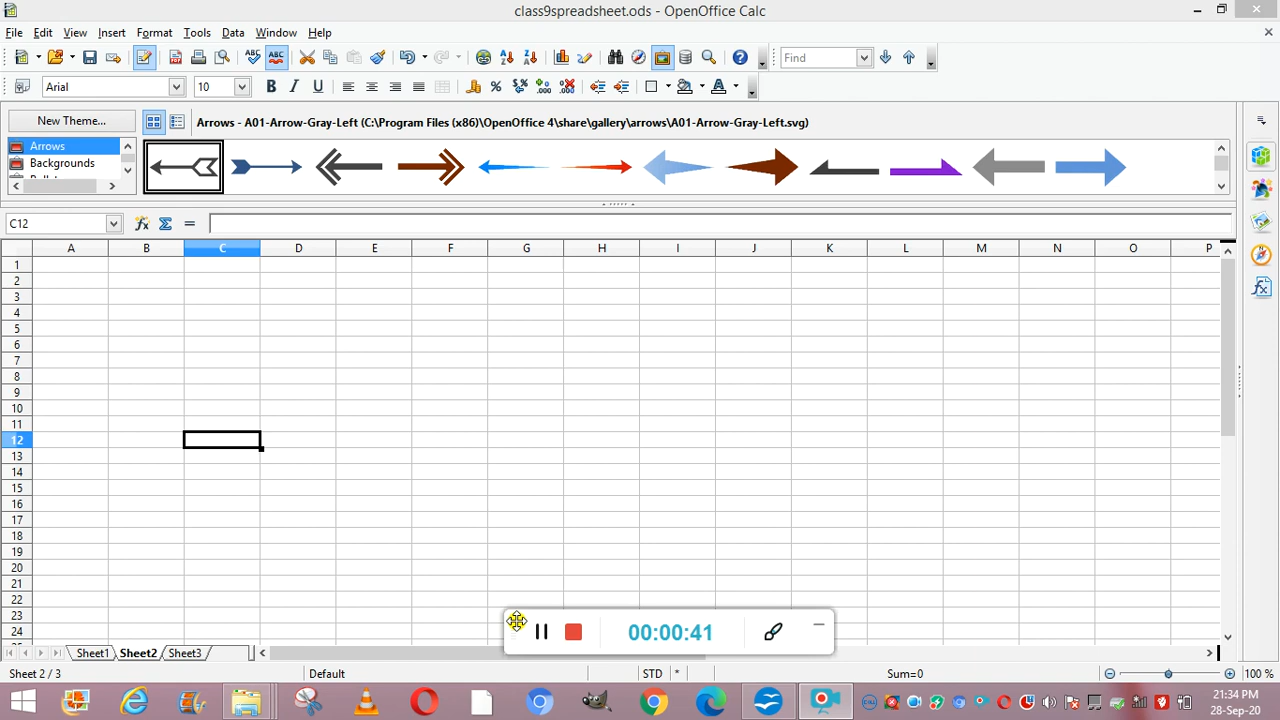 class9spreadsheet.ods - OpenOffice Calc
File Edit View Insert Format Tools Data Window Help
Find
Arial 10 B I U
New Theme... Arrows - A01-Arrow-Gray-Left (C:\Program Files (x86)\OpenOffice 4\share\gallery\arrows\A01-Arrow-Gray-Left.svg)
Arrows
Backgrounds
C12
A B C D E F G H I J K L M N O P
1
2
3
4
5
6
7
8
9
10
11
12
13
14
15
16
17
18
19
20
21
22
23
24
00:00:41
Sheet1 Sheet2 Sheet3
Sheet 2 / 3 Default STD * Sum=0 100 %
21:34 PM
28-Sep-20